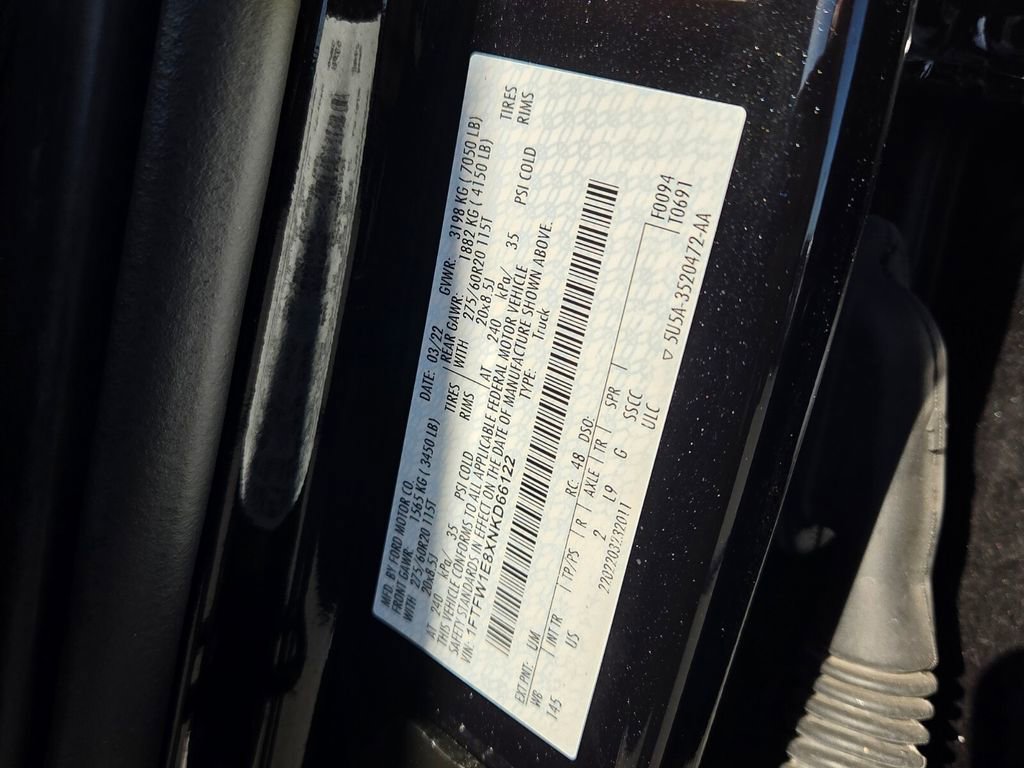 MFD. BY FORD MOTOR CO. DATE: 03/22 GVWR: 3198 KG ( 7050 LB)
FRONT GAWR: 1565 KG ( 3450 LB) REAR GAWR: 1882 KG ( 4150 LB)
WITH 275/60R20 115T TIRES WITH 275/60R20 115T TIRES
20x8.5J RIMS 20x8.5J RIMS
AT 240 kPa/ 35 PSI COLD AT 240 kPa/ 35 PSI COLD
THIS VEHICLE CONFORMS TO ALL APPLICABLE FEDERAL MOTOR VEHICLE
SAFETY STANDARDS IN EFFECT ON THE DATE OF MANUFACTURE SHOWN ABOVE.
VIN: 1FTFW1E8XNKD66122 TYPE: Truck
EXT PNT: UM RC: 48 DSO: F0094
WB INT TR TP/PS R AXLE TR SPR T0691
145 US 2 L9 G SSCC
2202203232011 ULC
▽ 5U5A-3520472-AA